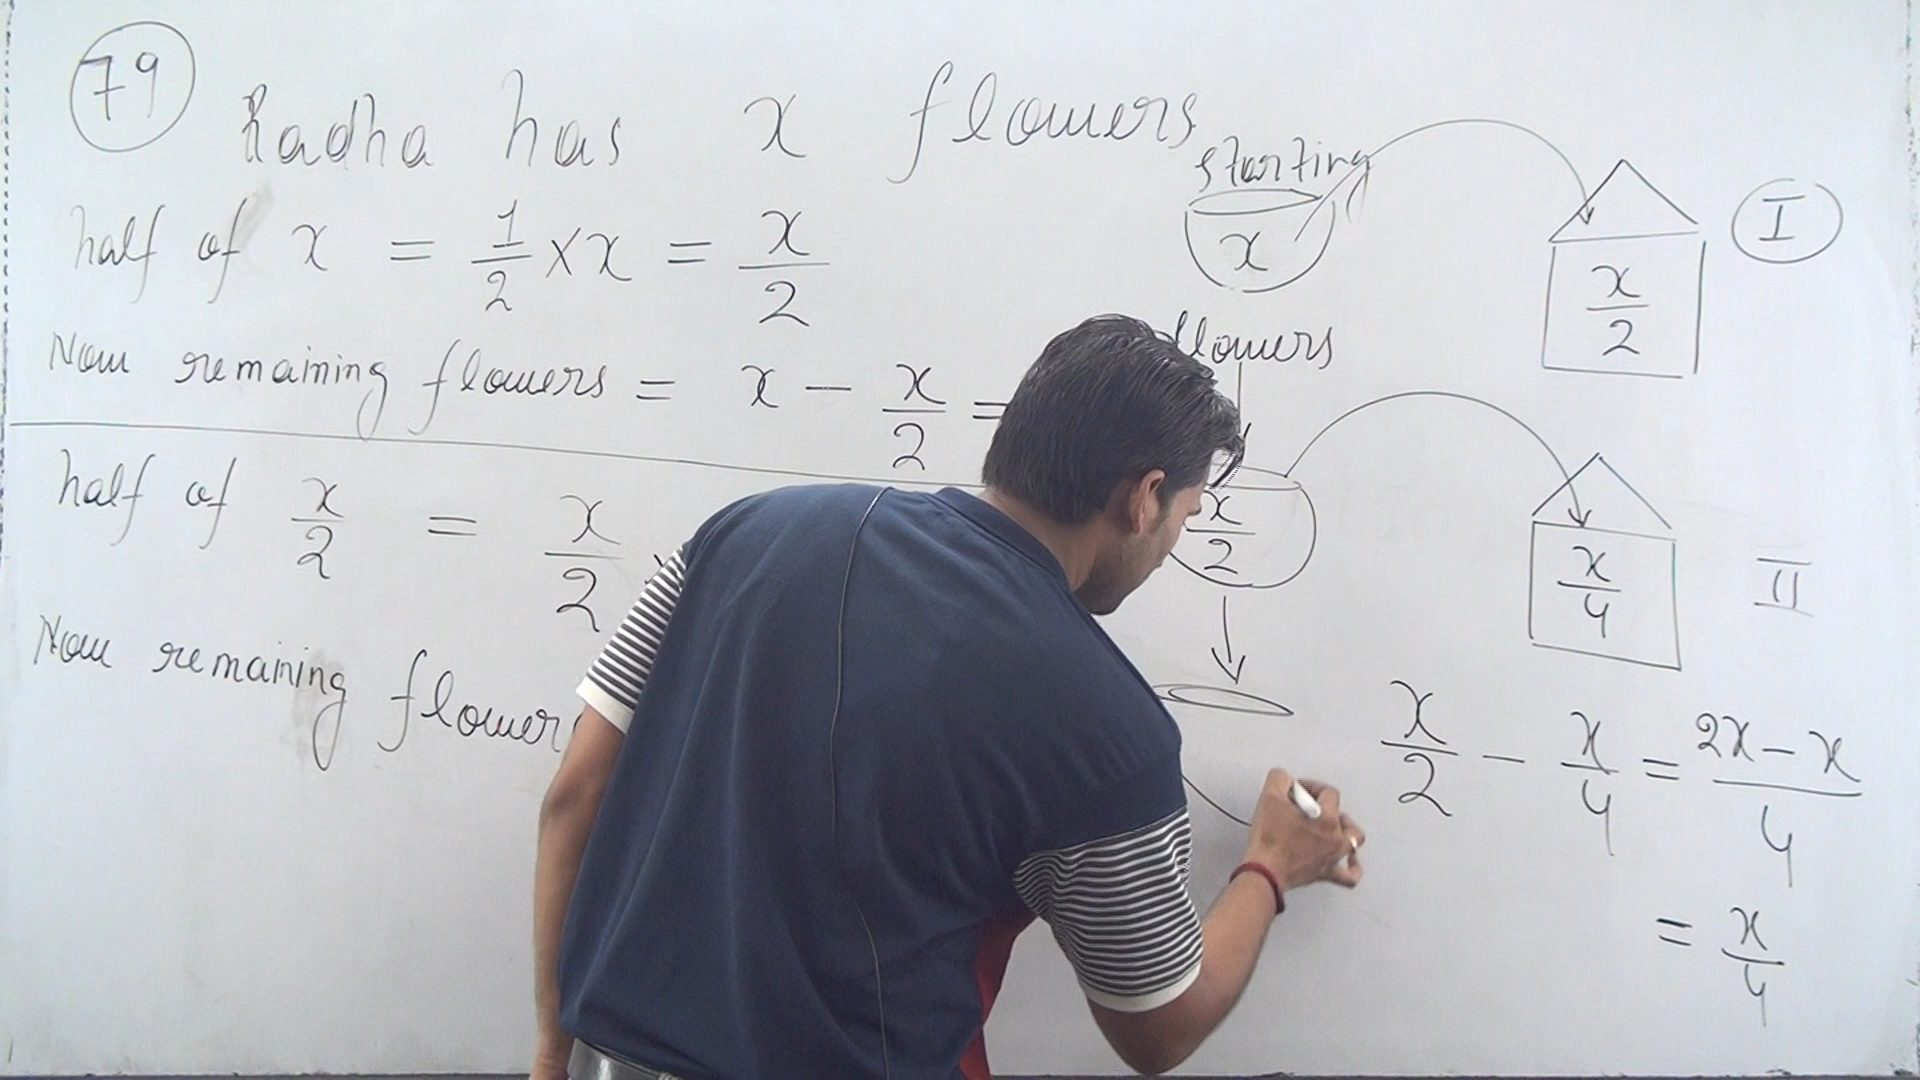 79
Radha has x flowers
half of x = 1/2 × x = x/2
Now remaining flowers = x - x/2 =
half of x/2 = x/2
Now remaining flowers
starting
x
flowers
x/2
I
x/2
x/4
II
x/2 - x/4 = (2x - x)/4
= x/4